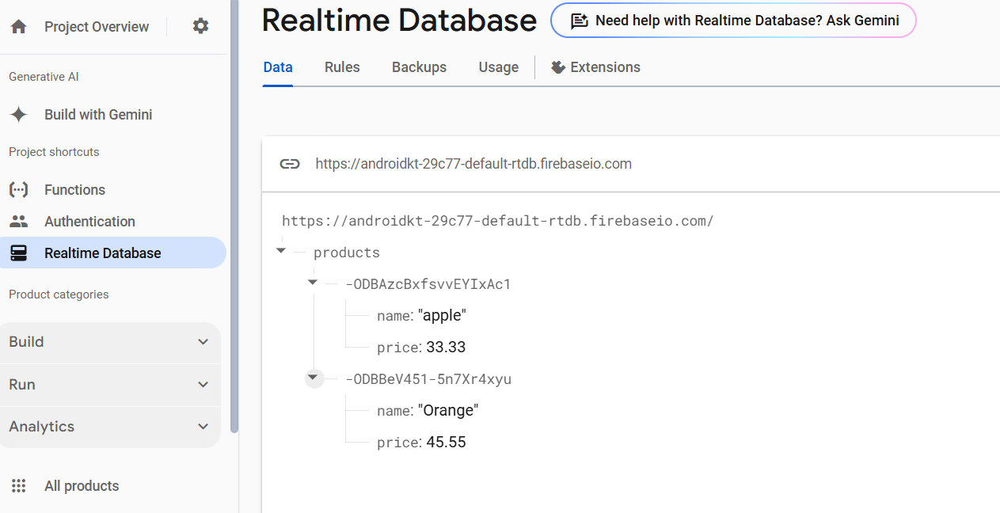 Project Overview
Generative AI
Build with Gemini
Project shortcuts
Functions
Authentication
Realtime Database
Product categories
Build
Run
Analytics
All products
Realtime Database
Need help with Realtime Database? Ask Gemini
Data Rules Backups Usage Extensions
https://androidkt-29c77-default-rtdb.firebaseio.com
https://androidkt-29c77-default-rtdb.firebaseio.com/
products
-ODBAzcBxfsvvEYIxAc1
name: "apple"
price: 33.33
-ODBBeV451-5n7Xr4xyu
name: "Orange"
price: 45.55